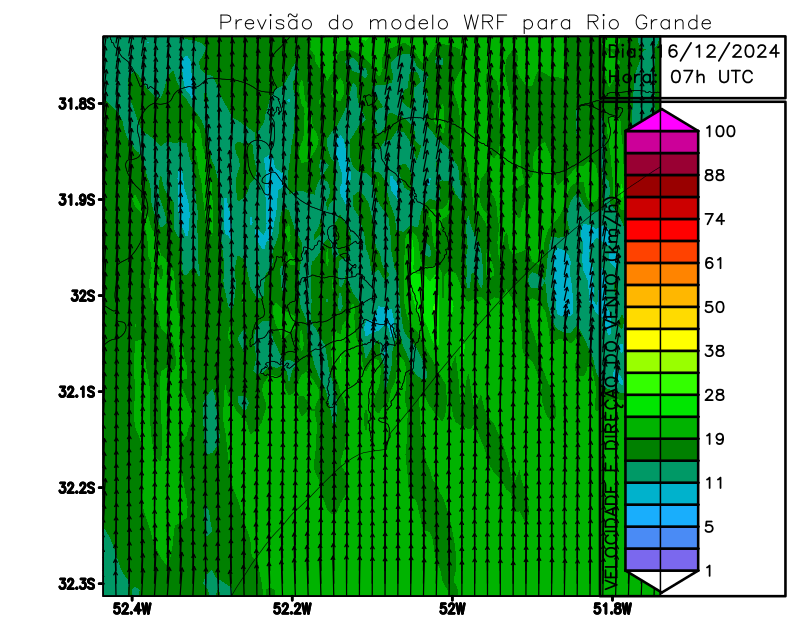 Previsão do modelo WRF para Rio Grande
Dia: 16/12/2024
Hora: 07h UTC
31.8S
31.9S
32S
32.1S
32.2S
32.3S
52.4W
52.2W
52W
51.8W
VELOCIDADE E DIREÇÃO DO VENTO (Km/h)
100
88
74
61
50
38
28
19
11
5
1